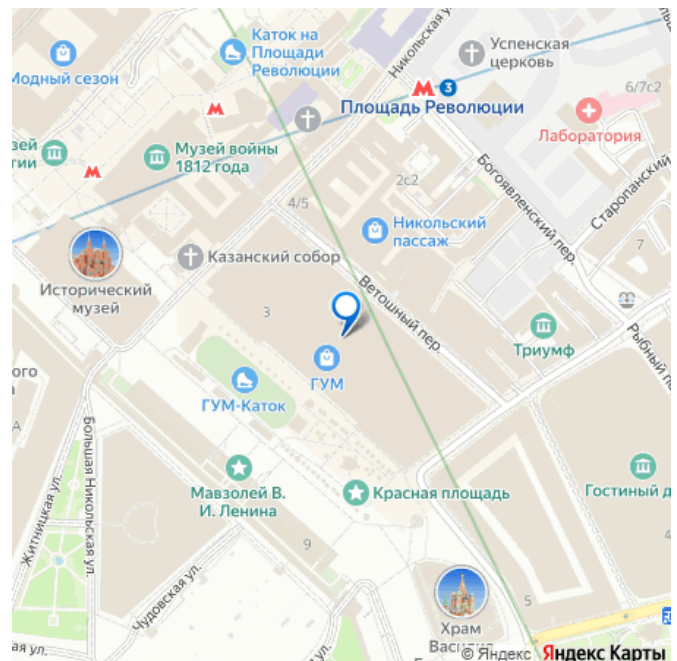 Каток на
Площади
Революции
Модный сезон
Никольская ул.
Успенская
церковь
3
Площадь Революции
6/7с2
Лаборатория
Музей войны
1812 года
2с2
Богоявленский пер.
Старопанский
4/5
Никольский
пассаж
7
Казанский собор
Исторический
музей
Ветошный пер.
3
Триумф
Рыбный
ГУМ
ГУМ-Каток
А
Большая Никольская ул.
Житницкая ул.
Мавзолей В.
И. Ленина
Красная площадь
Гостиный
9
5
4
Чудовская ул.
Храм
Васили
© Яндекс Яндекс Карты